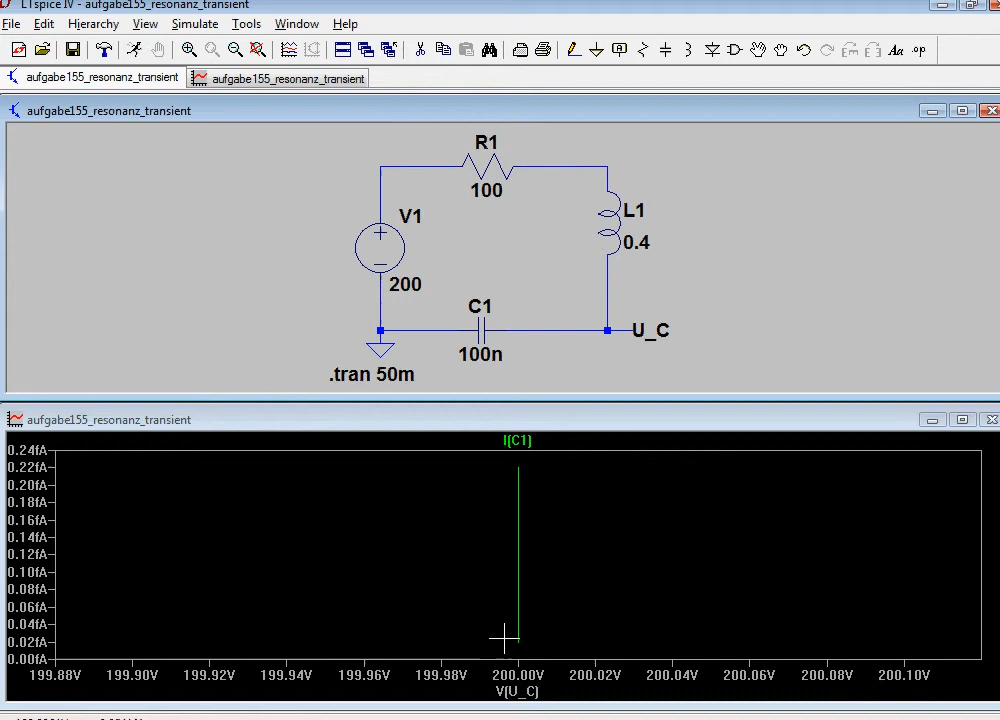 LTspice IV - aufgabe155_resonanz_transient
File Edit Hierarchy View Simulate Tools Window Help
Aa .op
aufgabe155_resonanz_transient aufgabe155_resonanz_transient
aufgabe155_resonanz_transient
R1
100
V1
200
L1
0.4
C1
100n
U_C
.tran 50m
aufgabe155_resonanz_transient
I(C1)
0.24fA
0.22fA
0.20fA
0.18fA
0.16fA
0.14fA
0.12fA
0.10fA
0.08fA
0.06fA
0.04fA
0.02fA
0.00fA
199.88V 199.90V 199.92V 199.94V 199.96V 199.98V 200.00V 200.02V 200.04V 200.06V 200.08V 200.10V
V(U_C)